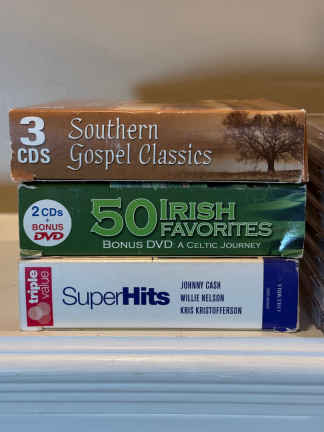 3
CDS
Southern
Gospel Classics
2 CDs
+
BONUS
DVD
50 IRISH
FAVORITES
BONUS DVD: A CELTIC JOURNEY
triple
value
SuperHits
JOHNNY CASH
WILLIE NELSON
KRIS KRISTOFFERSON